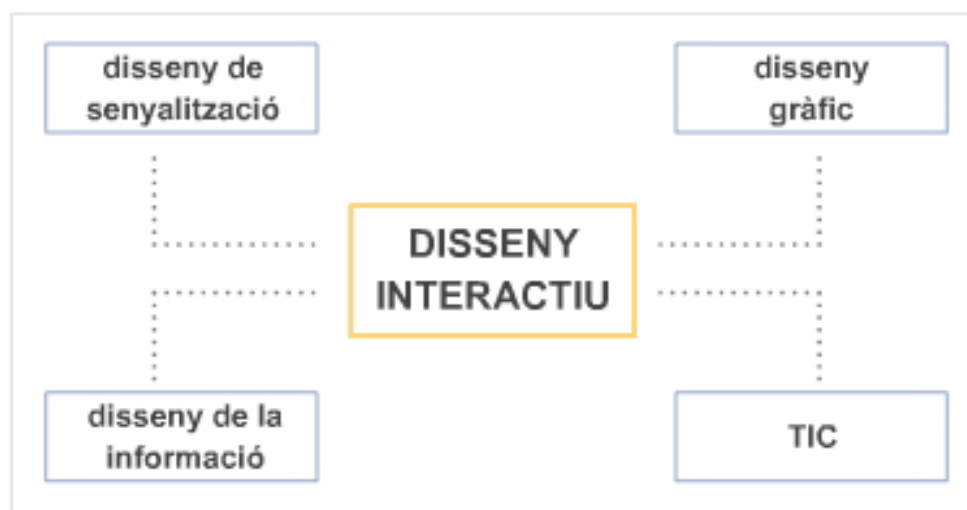 disseny de
senyalització
disseny
gràfic
DISSENY
INTERACTIU
disseny de la
informació
TIC